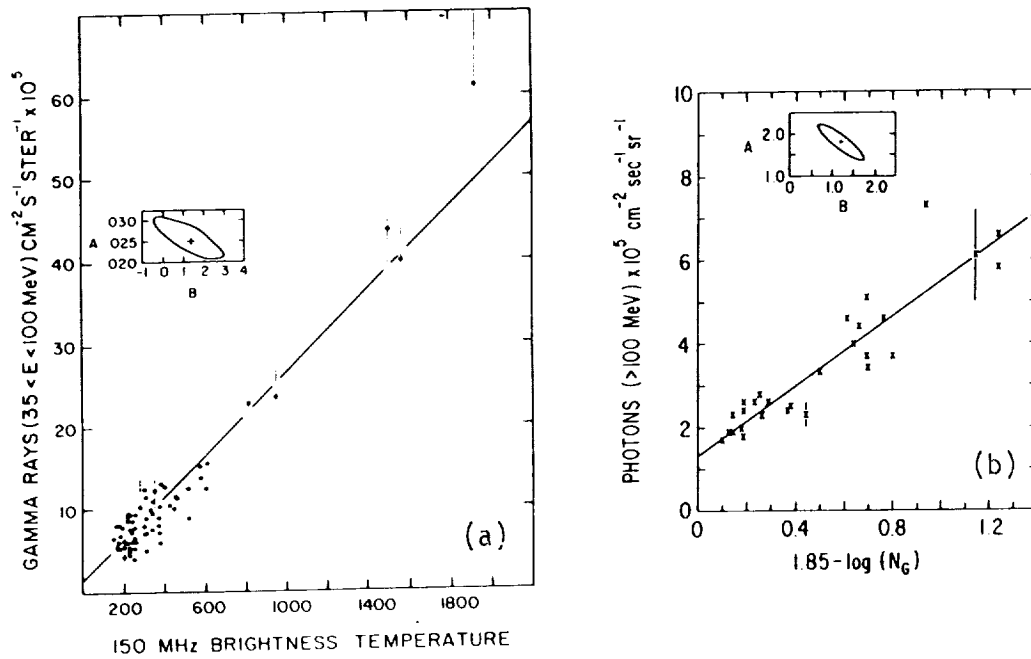 GAMMA RAYS (35 < E < 100 MeV) CM⁻² S⁻¹ STER⁻¹ x 10⁵
60
50
40
30
20
10
A
030
025
020
-1 0 1 2 3 4
B
(a)
200 600 1000 1400 1800
150 MHz BRIGHTNESS TEMPERATURE
PHOTONS (>100 MeV) x 10⁵ cm⁻² sec⁻¹ sr⁻¹
10
8
6
4
2
0
A
2.0
1.0
0 1.0 2.0
B
(b)
0 0.4 0.8 1.2
1.85-log (N_G)